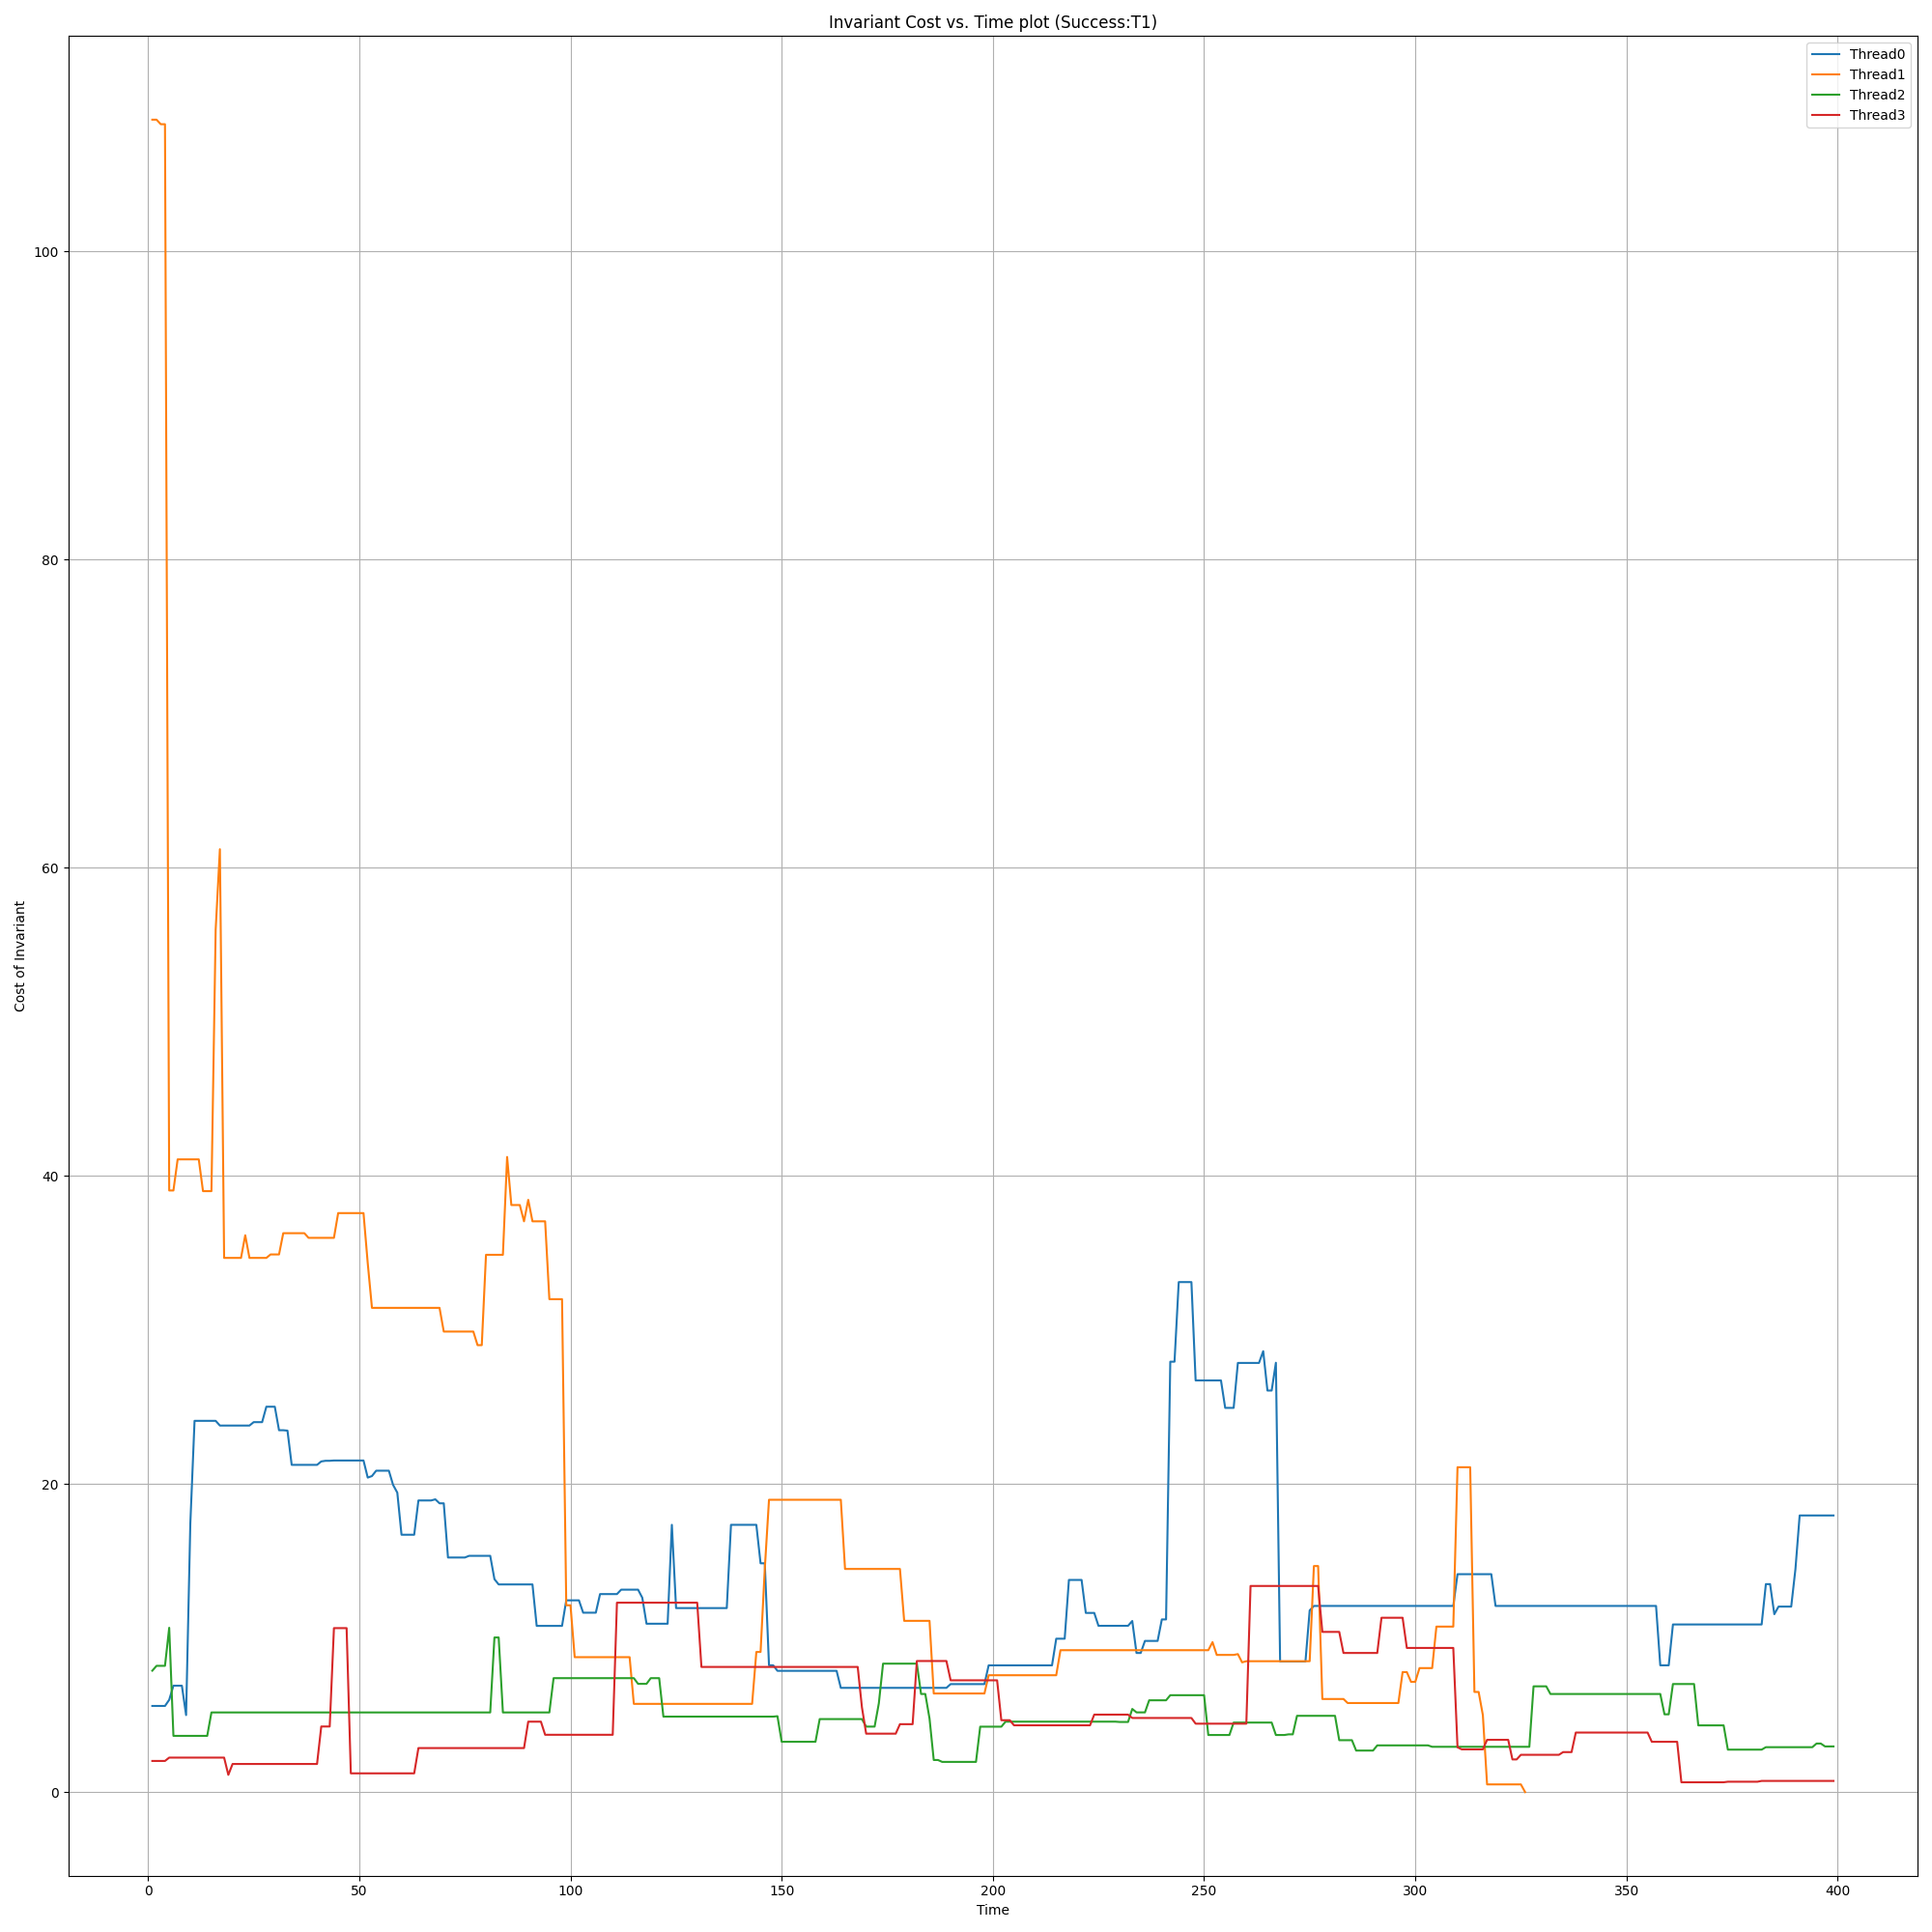 Invariant Cost vs. Time plot (Success:T1)
Thread0
Thread1
Thread2
Thread3
100
80
60
40
20
0
Cost of Invariant
0 50 100 150 200 250 300 350 400
Time